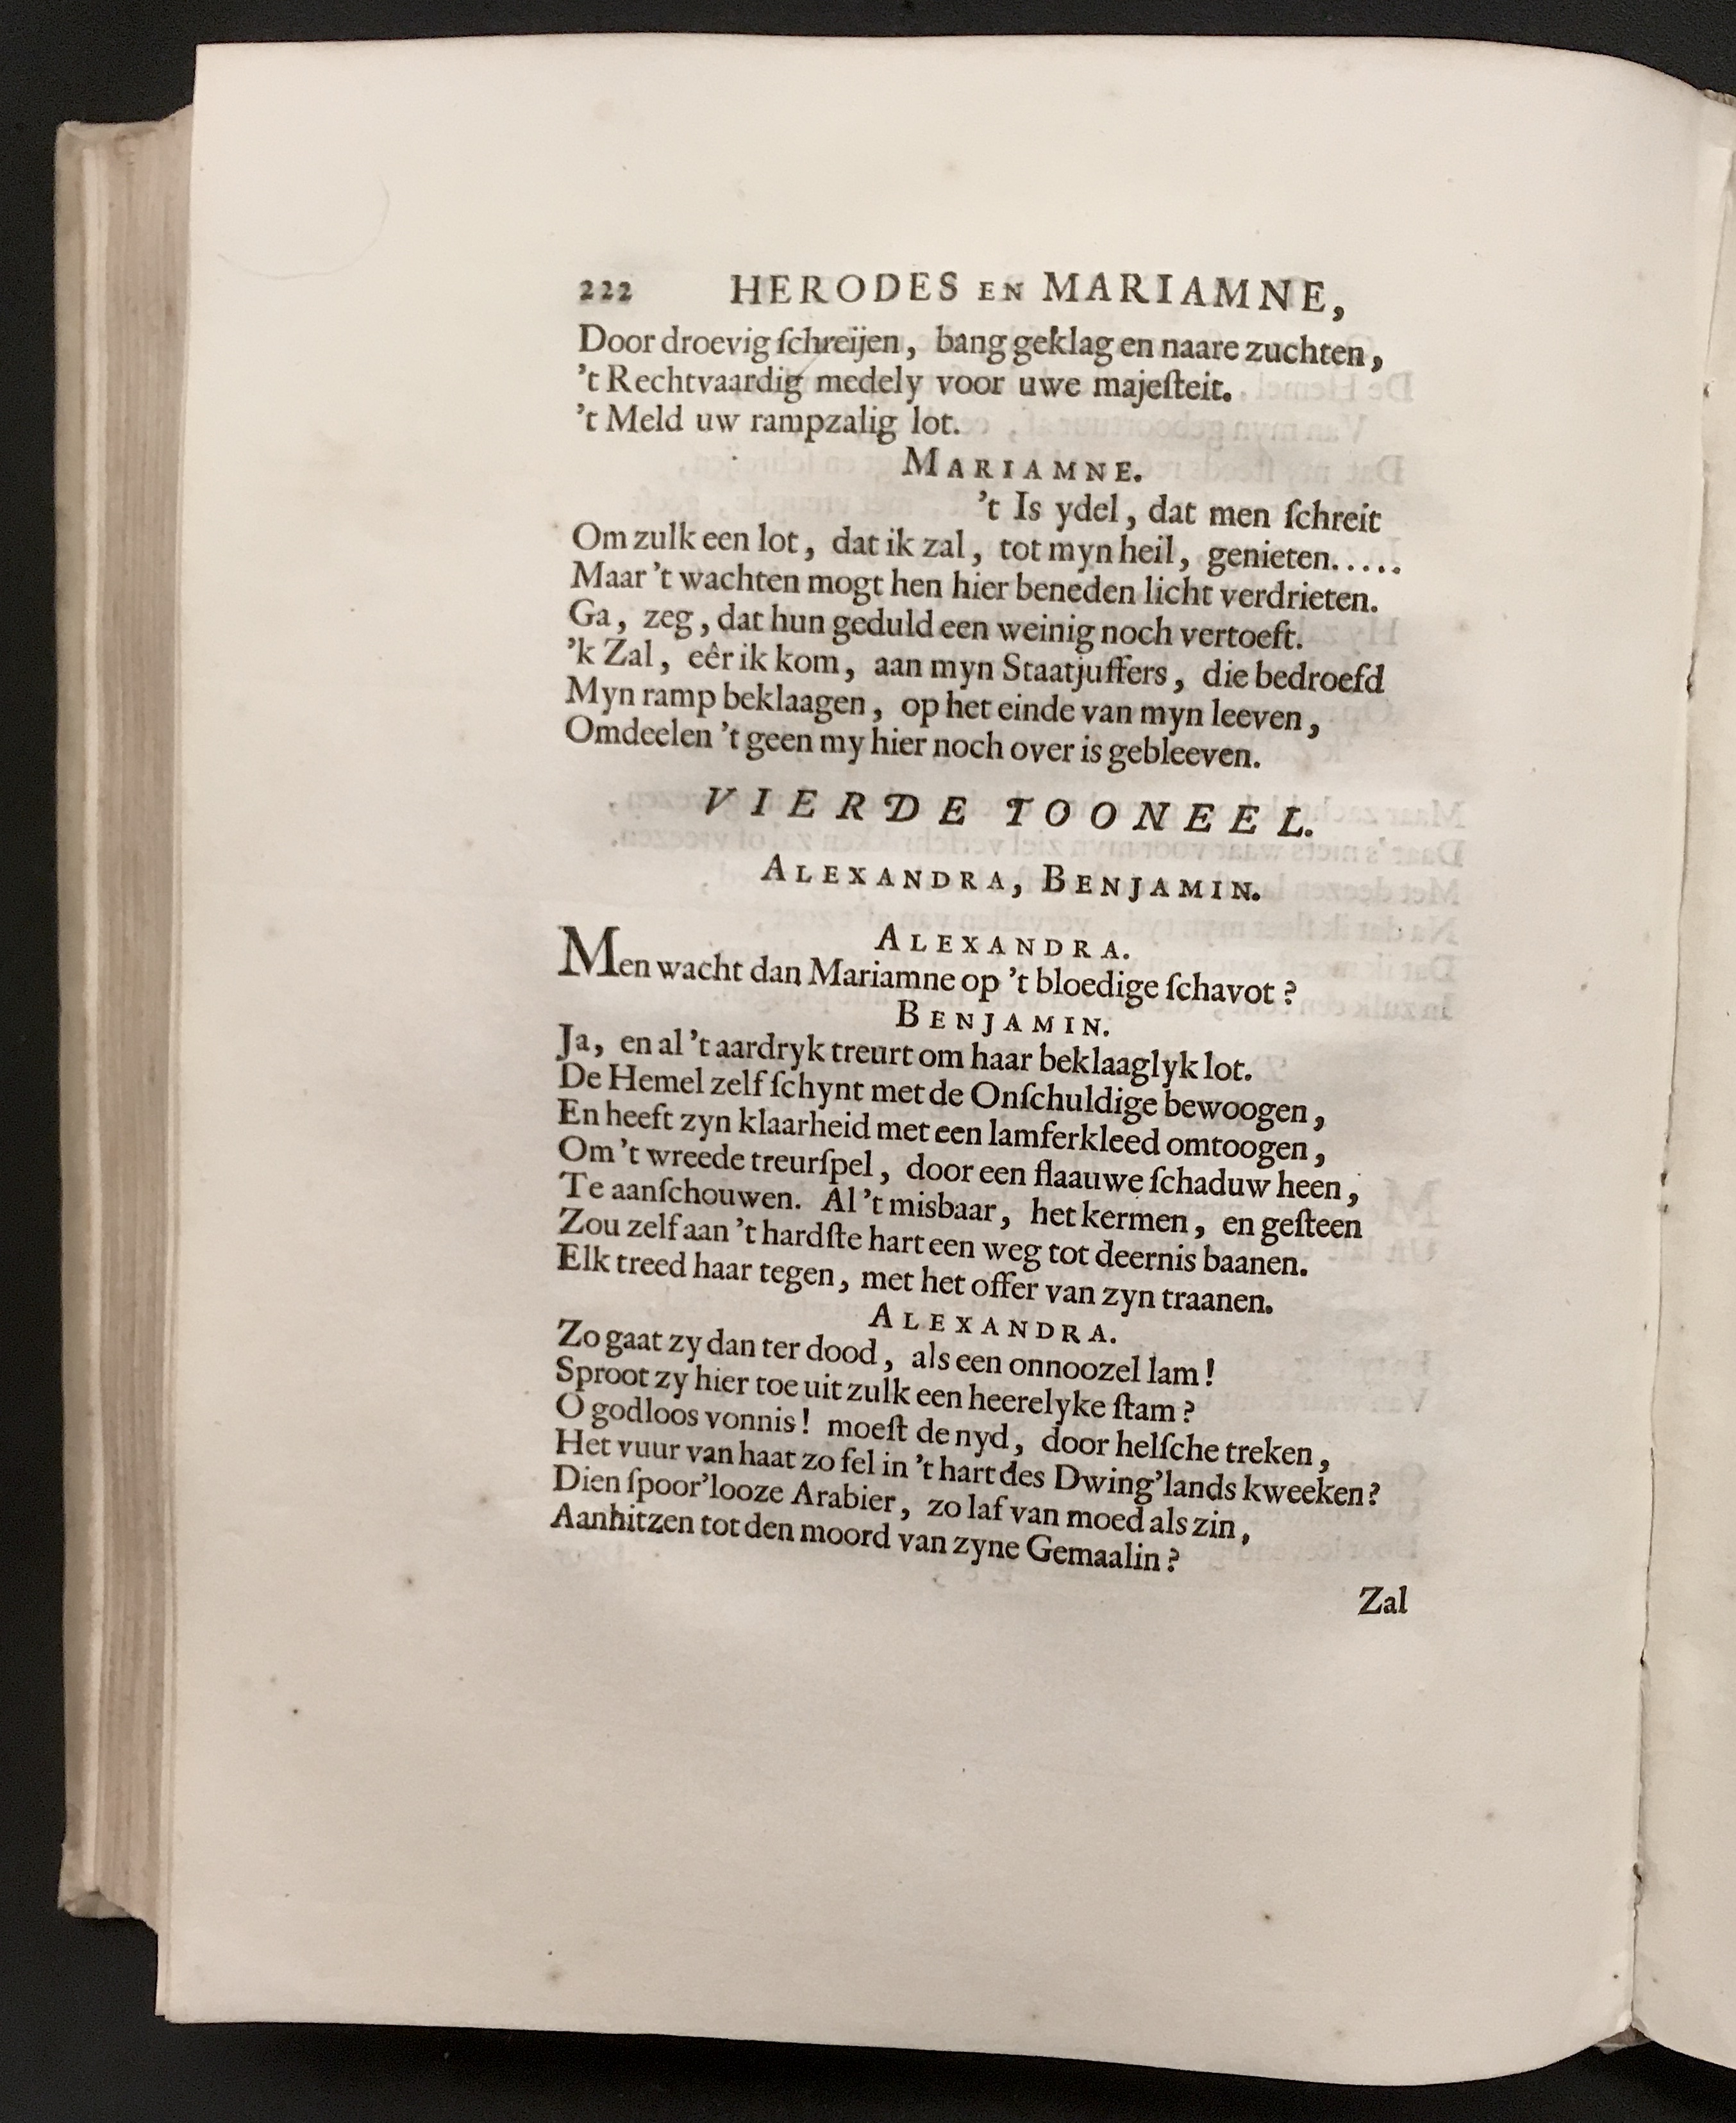 222 HERODES EN MARIAMNE,
Door droevig ſchreijen, bang geklag en naare zuchten,
't Rechtvaardig medely voor uwe majeſteit.
't Meld uw rampzalig lot.
MARIAMNE.
't Is ydel, dat men ſchreit
Om zulk een lot, dat ik zal, tot myn heil, genieten.....
Maar 't wachten mogt hen hier beneden licht verdrieten.
Ga, zeg, dat hun geduld een weinig noch vertoeft.
'k Zal, eêr ik kom, aan myn Staatjuffers, die bedroefd
Myn ramp beklaagen, op het einde van myn leeven,
Omdeelen 't geen my hier noch over is gebleeven.
VIERDE TOONEEL.
ALEXANDRA, BENJAMIN.
ALEXANDRA.
Men wacht dan Mariamne op 't bloedige ſchavot?
BENJAMIN.
Ja, en al 't aardryk treurt om haar beklaaglyk lot.
De Hemel zelf ſchynt met de Onſchuldige bewoogen,
En heeft zyn klaarheid met een lamferkleed omtoogen,
Om 't wreede treurſpel, door een flaauwe ſchaduw heen,
Te aanſchouwen. Al 't misbaar, het kermen, en geſteen
Zou zelf aan 't hardſte hart een weg tot deernis baanen.
Elk treed haar tegen, met het offer van zyn traanen.
ALEXANDRA.
Zo gaat zy dan ter dood, als een onnoozel lam!
Sproot zy hier toe uit zulk een heerelyke ſtam?
O godloos vonnis! moeſt de nyd, door helſche treken,
Het vuur van haat zo fel in 't hart des Dwing'lands kweeken?
Dien ſpoor'looze Arabier, zo laf van moed als zin,
Aanhitzen tot den moord van zyne Gemaalin?
Zal